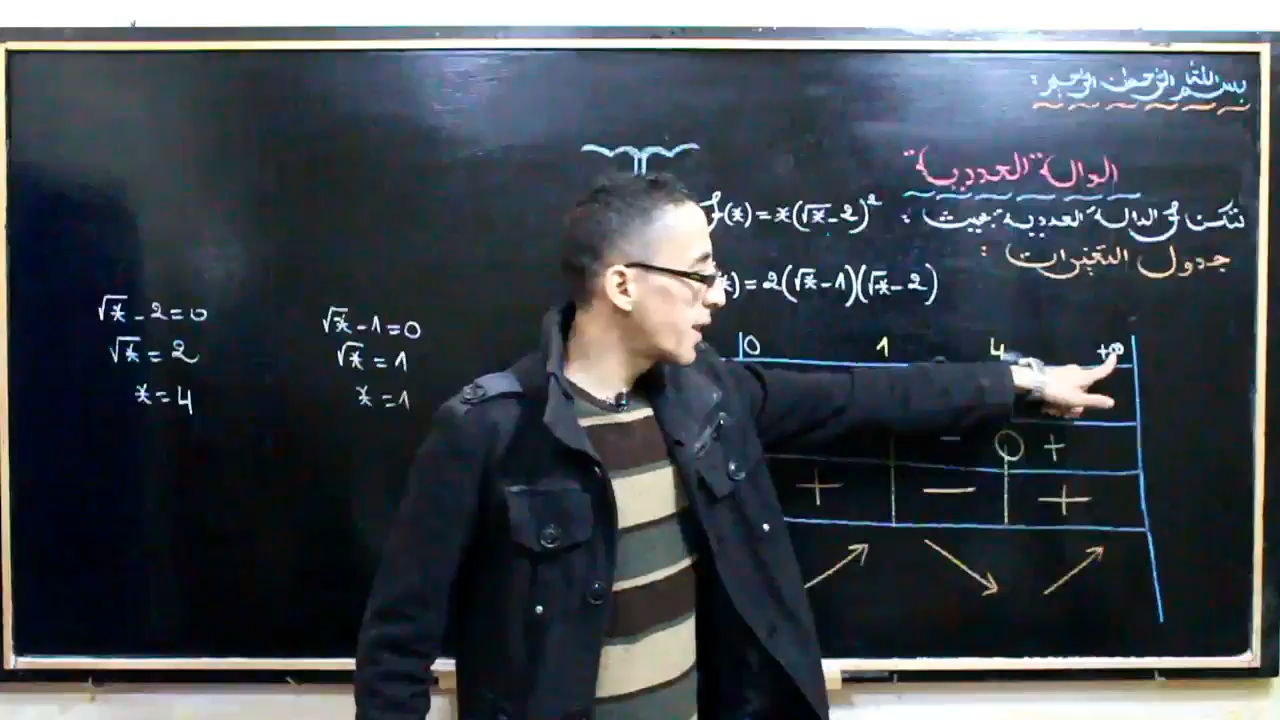 بسم الله الرحمن الرحيم :
"الدالة العددية"
لتكن f الدالة العددية بحيث : f(x) = x(√x - 2)²
جدول التغيرات :
x) = 2(√x - 1)(√x - 2)
√x - 2 = 0
√x = 2
x = 4
√x - 1 = 0
√x = 1
x = 1
0 1 4 +∞
- 0 +
+ - +